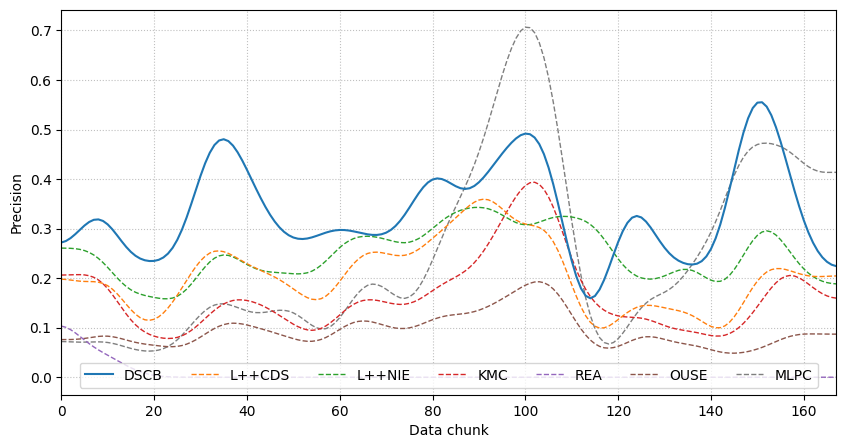 Precision
0.7
0.6
0.5
0.4
0.3
0.2
0.1
0.0
DSCB L++CDS L++NIE KMC REA OUSE MLPC
0 20 40 60 80 100 120 140 160
Data chunk